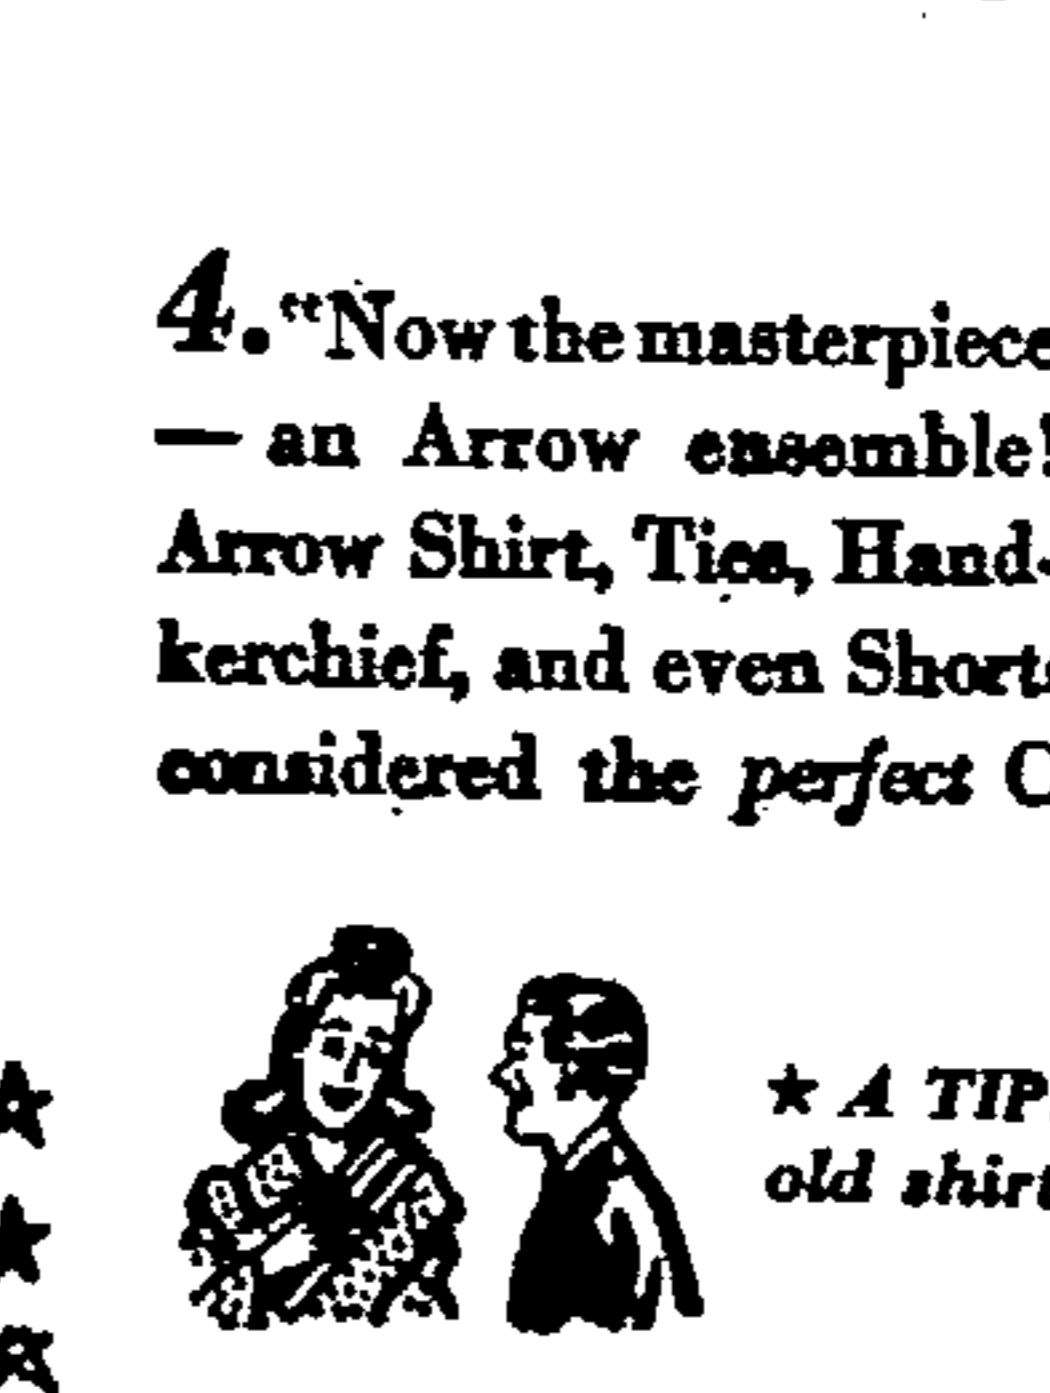 4. "Now the masterpiece
— an Arrow ensemble!
Arrow Shirt, Ties, Hand-
kerchief, and even Shorts
considered the perfect C
★ A TIP
old shirt